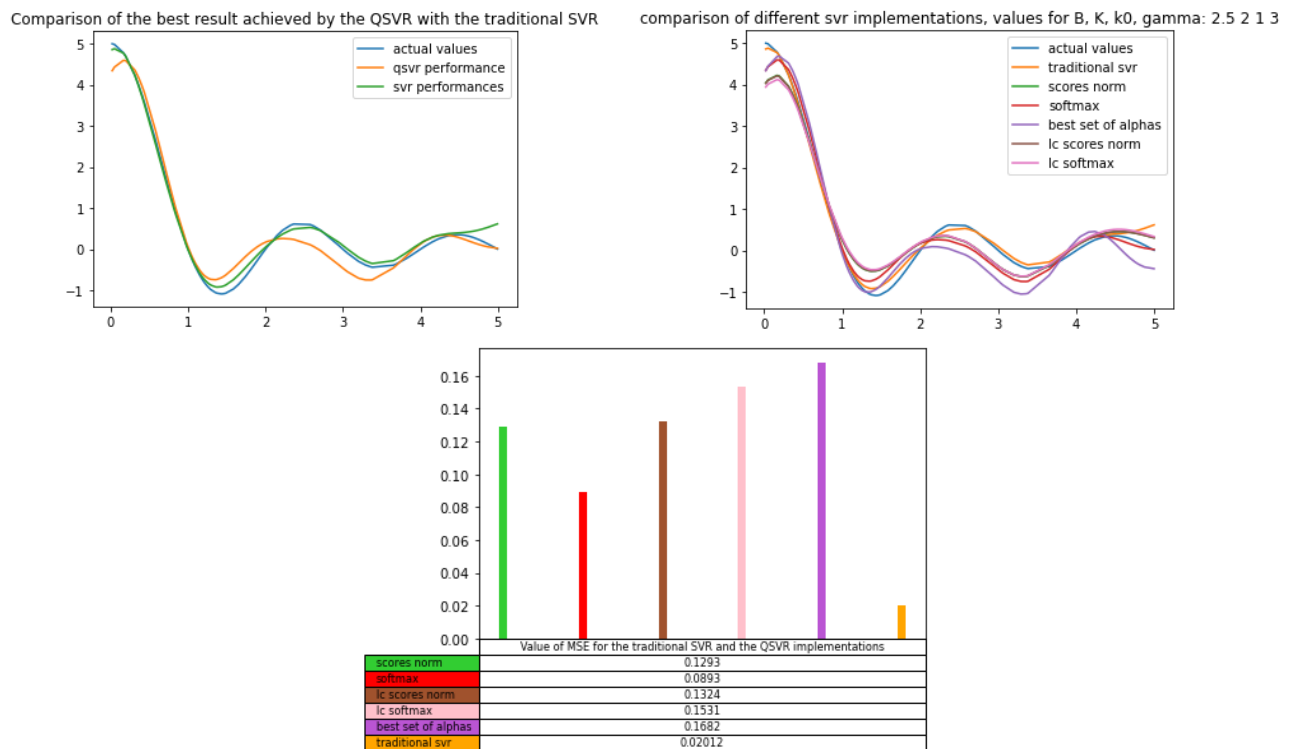 Comparison of the best result achieved by the QSVR with the traditional SVR
actual values
qsvr performance
svr performances
5
4
3
2
1
0
−1
0 1 2 3 4 5
comparison of different svr implementations, values for B, K, k0, gamma: 2.5 2 1 3
actual values
traditional svr
scores norm
softmax
best set of alphas
lc scores norm
lc softmax
5
4
3
2
1
0
−1
0 1 2 3 4 5
0.16
0.14
0.12
0.10
0.08
0.06
0.04
0.02
0.00
Value of MSE for the traditional SVR and the QSVR implementations
scores norm 0.1293
softmax 0.0893
lc scores norm 0.1324
lc softmax 0.1531
best set of alphas 0.1682
traditional svr 0.02012